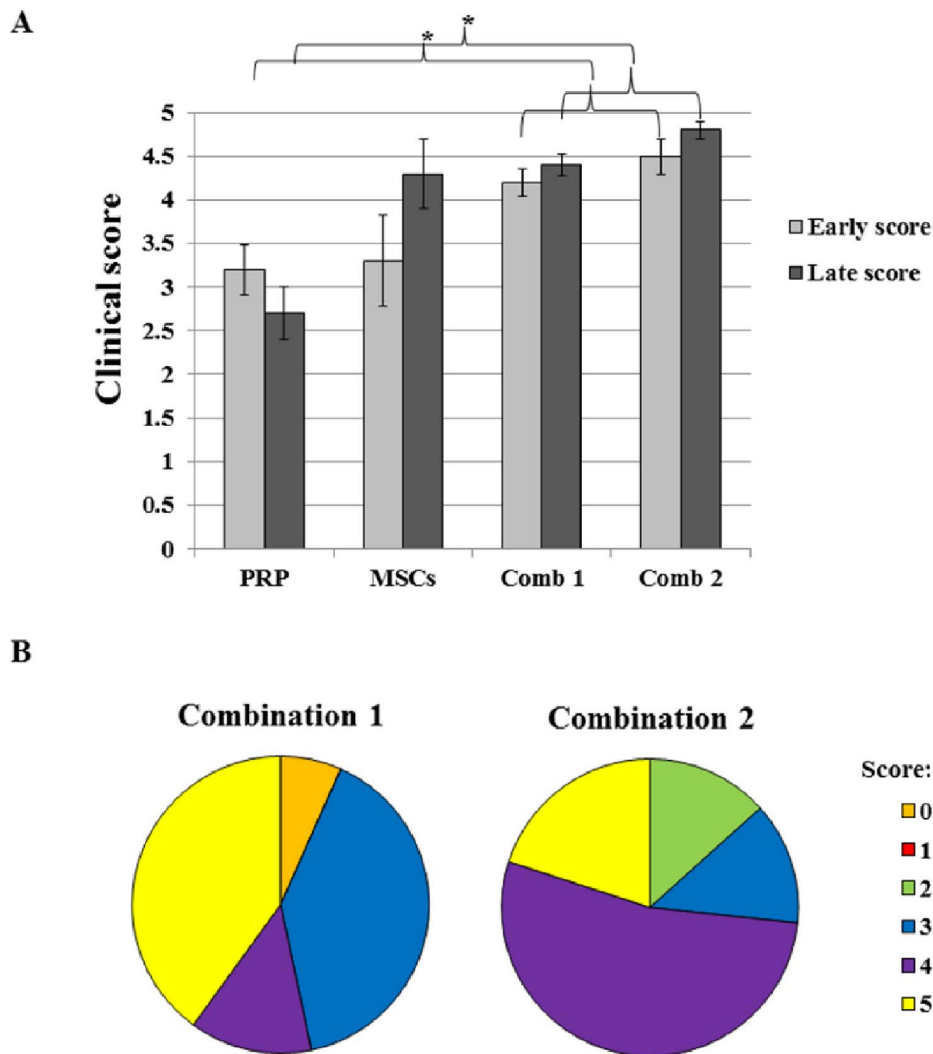 A
*
*
5
4.5
4
3.5
3
2.5
2
1.5
1
0.5
0
Clinical score
PRP
MSCs
Comb 1
Comb 2
Early score
Late score
B
Combination 1
Combination 2
Score:
0
1
2
3
4
5